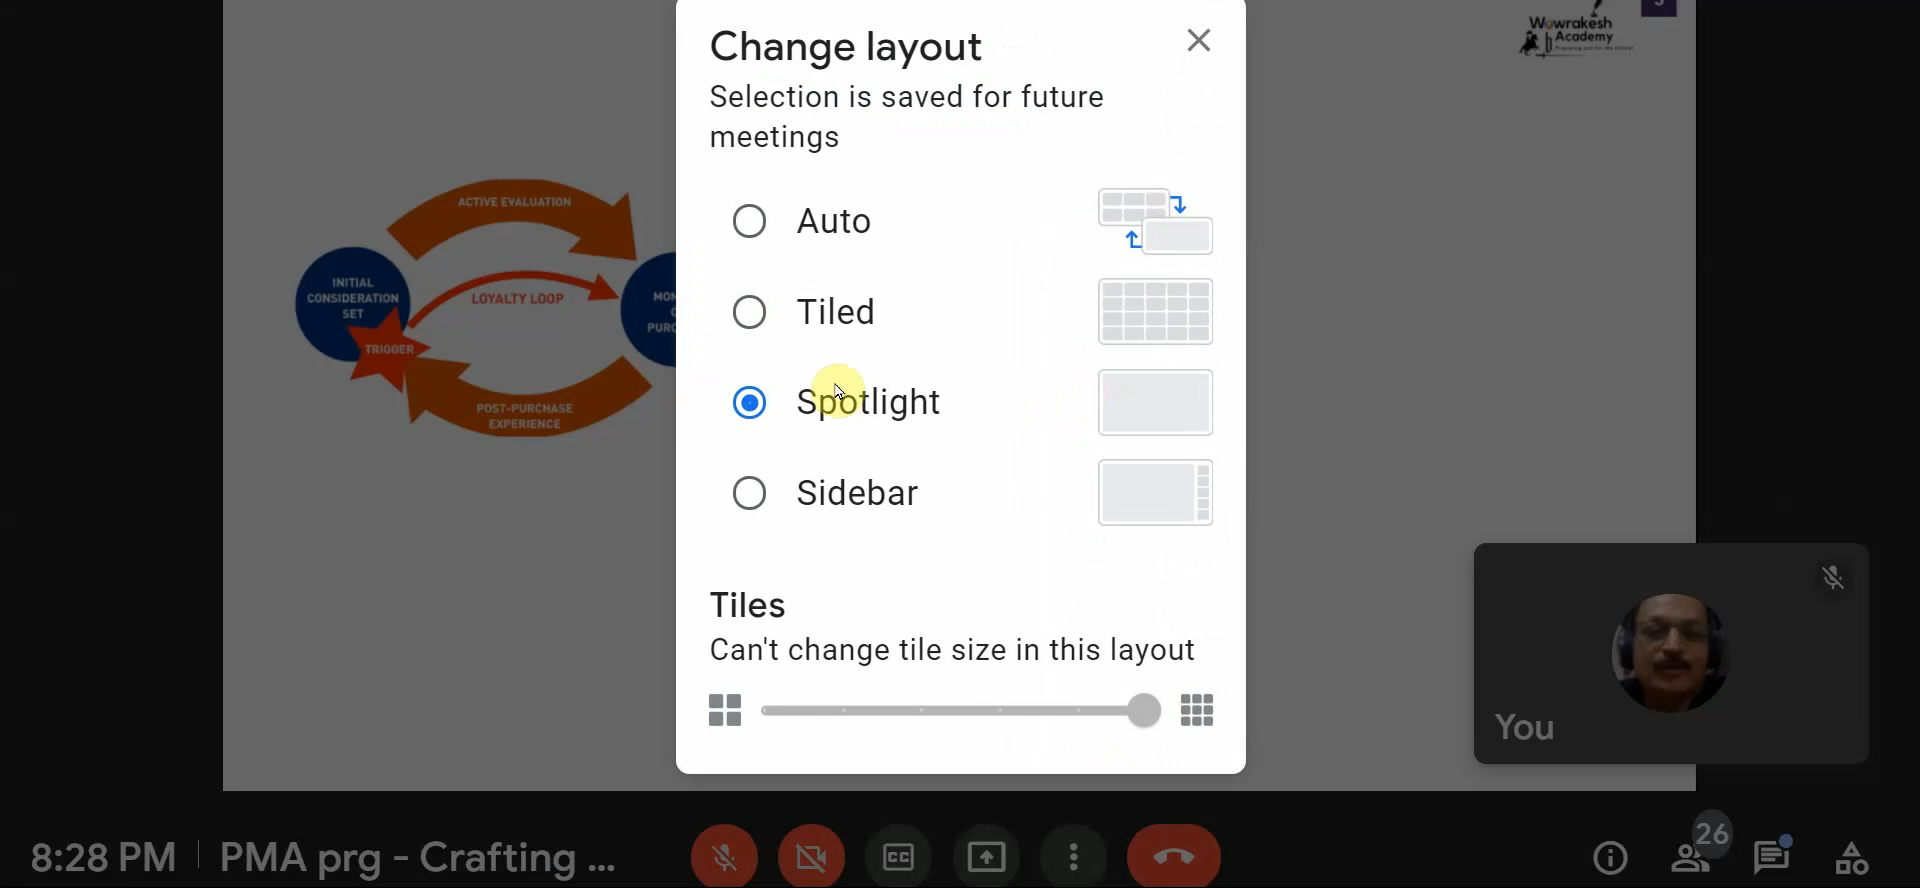 Change layout
Selection is saved for future
meetings
Auto
Tiled
Spotlight
Sidebar
Tiles
Can't change tile size in this layout
Wowrakesh
Academy
ACTIVE EVALUATION
INITIAL
CONSIDERATION
SET
LOYALTY LOOP
TRIGGER
POST-PURCHASE
EXPERIENCE
You
8:28 PM
PMA prg - Crafting ...
CC
26